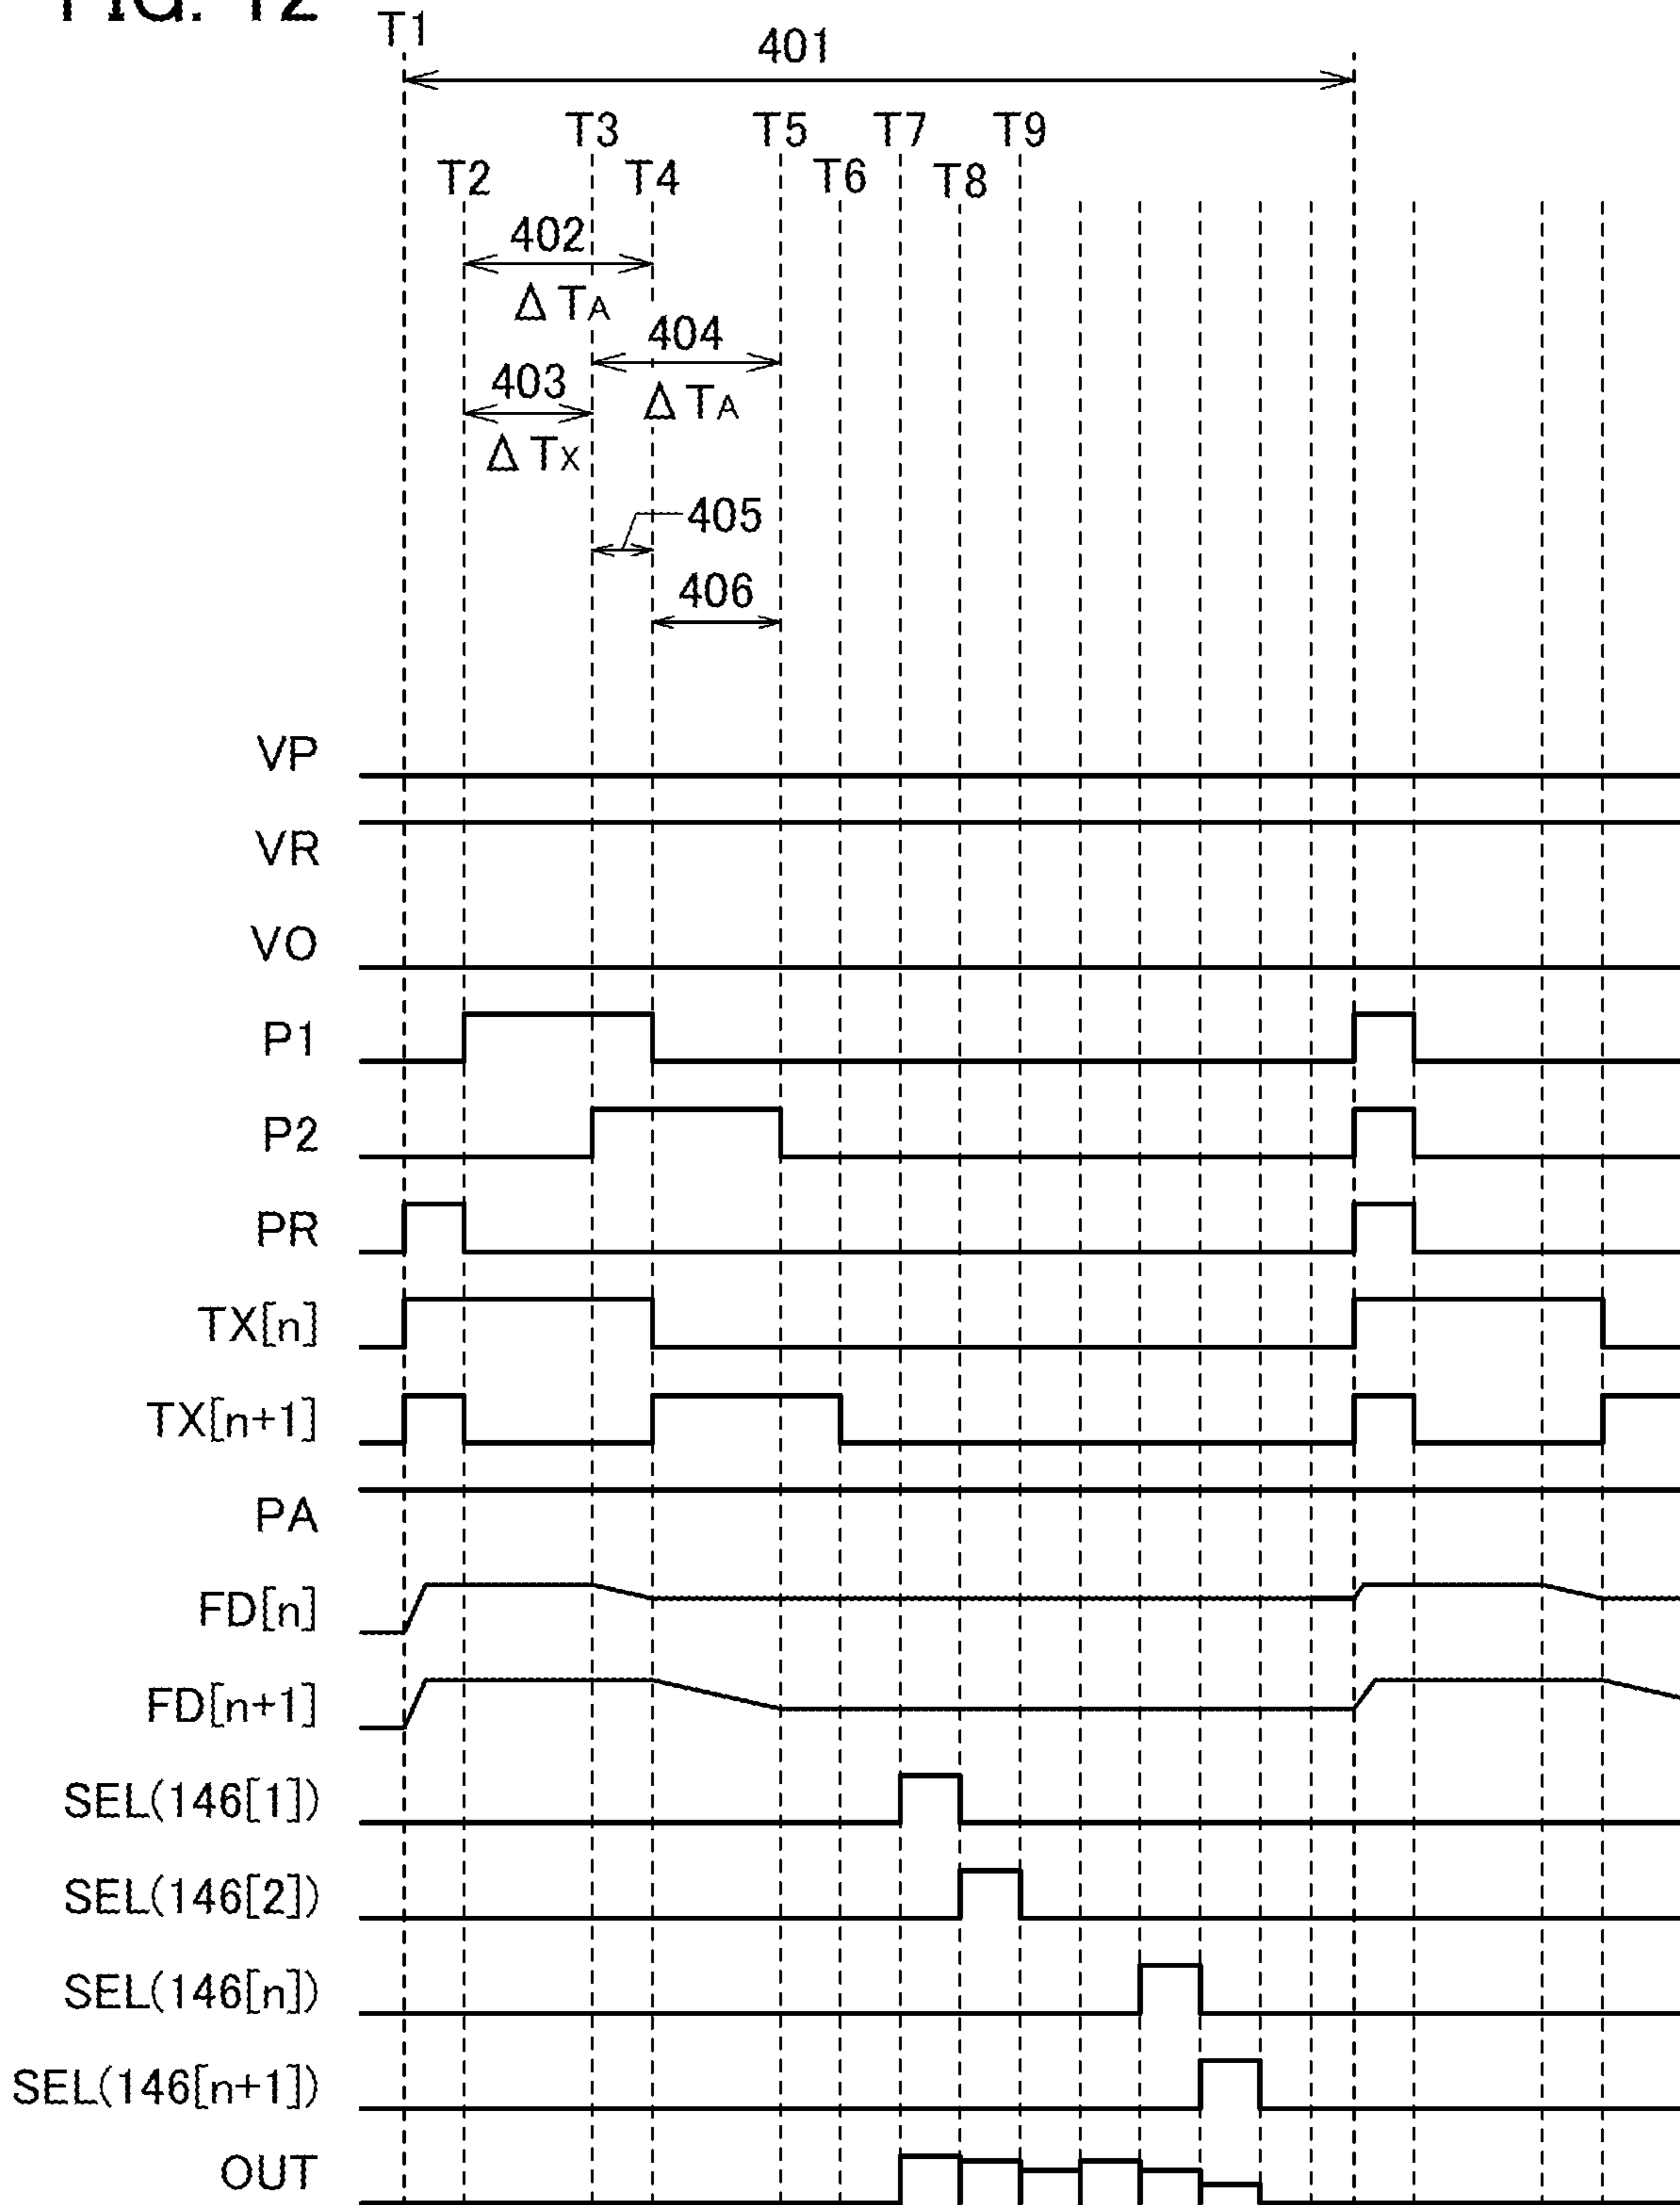 FIG. 12
T1
401
T3 T5 T7 T9
T2 T4 T6 T8
402
ΔTA
404
ΔTA
403
ΔTX
405
406
VP
VR
VO
P1
P2
PR
TX[n]
TX[n+1]
PA
FD[n]
FD[n+1]
SEL(146[1])
SEL(146[2])
SEL(146[n])
SEL(146[n+1])
OUT